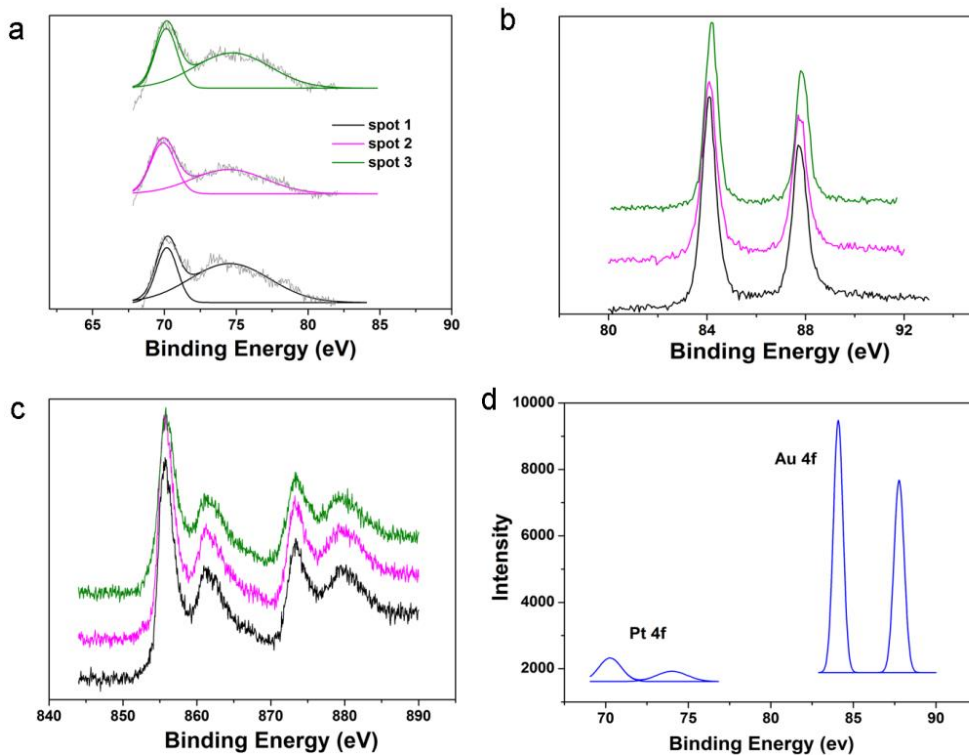 a
spot 1
spot 2
spot 3
65 70 75 80 85 90
Binding Energy (eV)
b
80 84 88 92
Binding Energy (eV)
c
840 850 860 870 880 890
Binding Energy (eV)
d
10000
8000
6000
4000
2000
Intensity
Au 4f
Pt 4f
70 75 80 85 90
Binding Energy (ev)